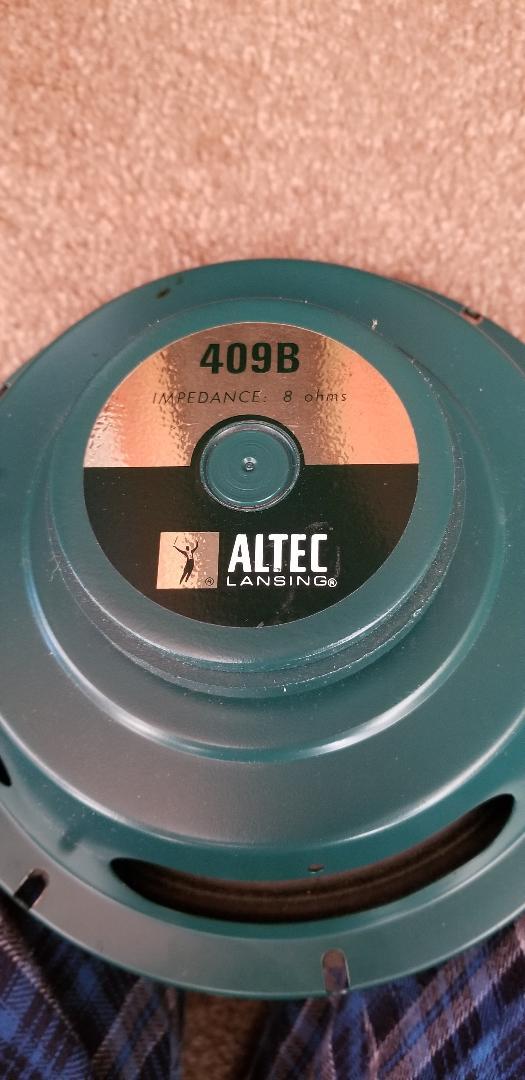 409B
IMPEDANCE: 8 ohms
ALTEC
LANSING®